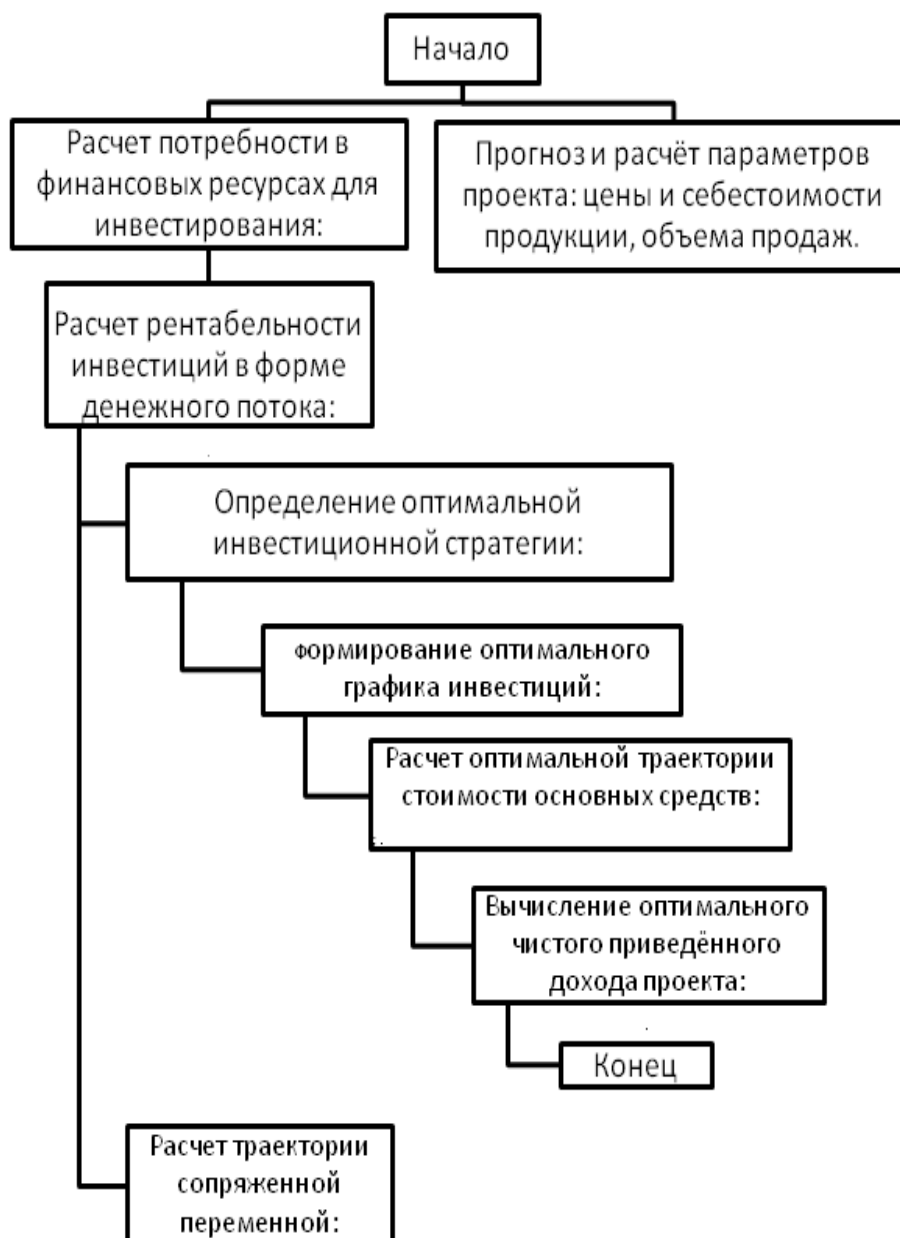 Начало
Расчет потребности в
финансовых ресурсах для
инвестирования:
Прогноз и расчёт параметров
проекта: цены и себестоимости
продукции, объема продаж.
Расчет рентабельности
инвестиций в форме
денежного потока:
Определение оптимальной
инвестиционной стратегии:
формирование оптимального
графика инвестиций:
Расчет оптимальной траектории
стоимости основных средств:
Вычисление оптимального
чистого приведённого
дохода проекта:
Конец
Расчет траектории
сопряженной
переменной: